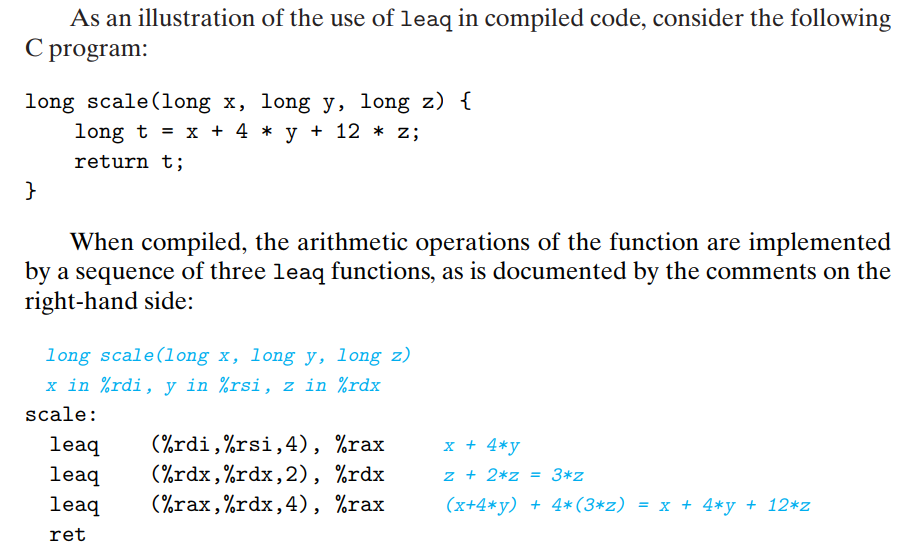 As an illustration of the use of leaq in compiled code, consider the following
C program:
long scale(long x, long y, long z) {
    long t = x + 4 * y + 12 * z;
    return t;
}
When compiled, the arithmetic operations of the function are implemented
by a sequence of three leaq functions, as is documented by the comments on the
right-hand side:
long scale(long x, long y, long z)
x in %rdi, y in %rsi, z in %rdx
scale:
  leaq    (%rdi,%rsi,4), %rax    x + 4*y
  leaq    (%rdx,%rdx,2), %rdx    z + 2*z = 3*z
  leaq    (%rax,%rdx,4), %rax    (x+4*y) + 4*(3*z) = x + 4*y + 12*z
  ret